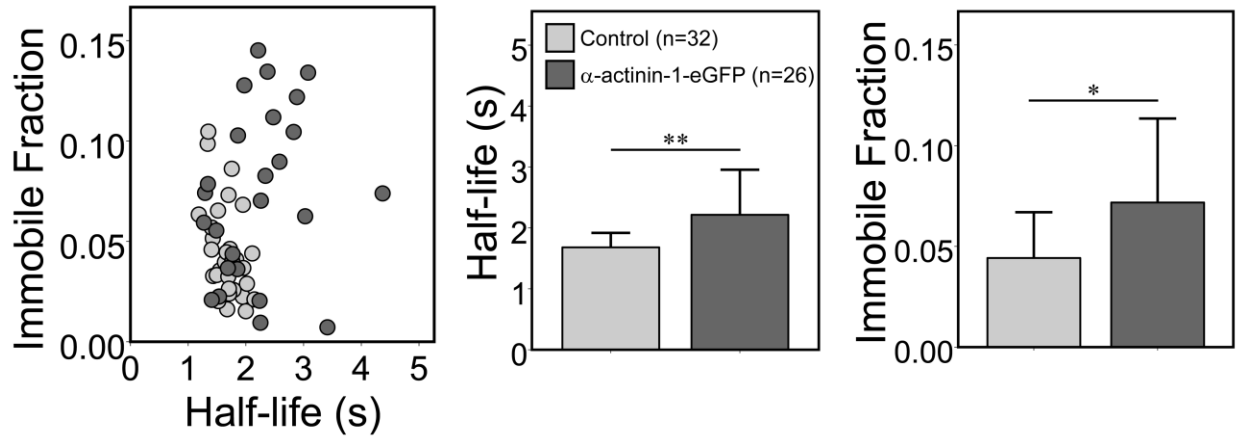 Immobile Fraction
0.15
0.10
0.05
0.00
0 1 2 3 4 5
Half-life (s)
Half-life (s)
5
4
3
2
1
0
Control (n=32)
α-actinin-1-eGFP (n=26)
**
Immobile Fraction
0.15
0.10
0.05
0.00
*